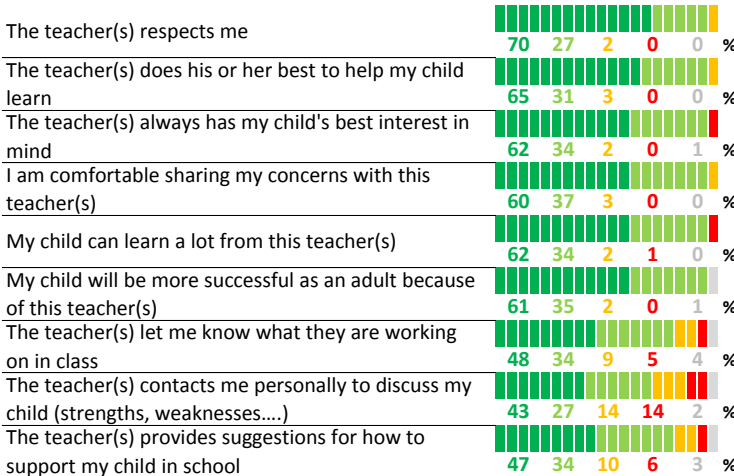 The teacher(s) respects me
70 27 2 0 0 %
The teacher(s) does his or her best to help my child
learn
65 31 3 0 0 %
The teacher(s) always has my child's best interest in
mind
62 34 2 0 1 %
I am comfortable sharing my concerns with this
teacher(s)
60 37 3 0 0 %
My child can learn a lot from this teacher(s)
62 34 2 1 0 %
My child will be more successful as an adult because
of this teacher(s)
61 35 2 0 1 %
The teacher(s) let me know what they are working
on in class
48 34 9 5 4 %
The teacher(s) contacts me personally to discuss my
child (strengths, weaknesses....)
43 27 14 14 2 %
The teacher(s) provides suggestions for how to
support my child in school
47 34 10 6 3 %